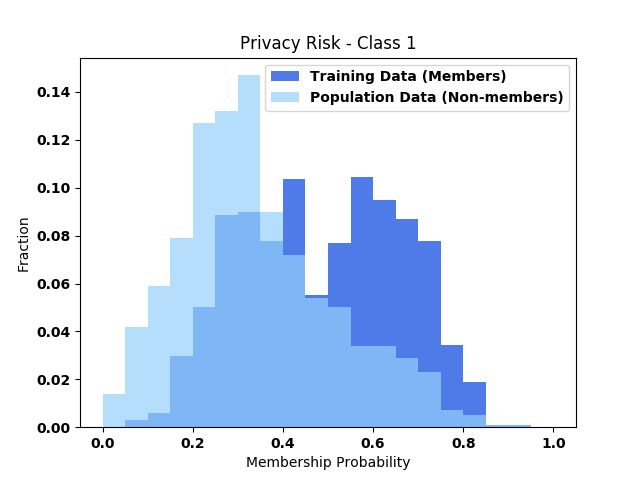 Privacy Risk - Class 1
Training Data (Members)
Population Data (Non-members)
Fraction
0.14
0.12
0.10
0.08
0.06
0.04
0.02
0.00
0.0 0.2 0.4 0.6 0.8 1.0
Membership Probability